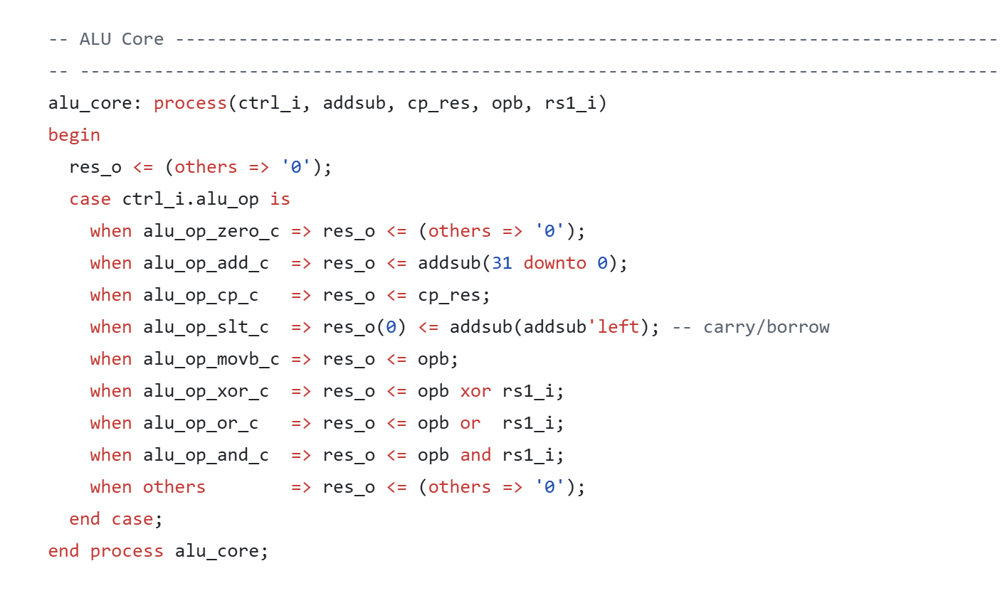 -- ALU Core ------------------------------------------------------------------------------
-- ---------------------------------------------------------------------------------------
alu_core: process(ctrl_i, addsub, cp_res, opb, rs1_i)
begin
  res_o <= (others => '0');
  case ctrl_i.alu_op is
    when alu_op_zero_c => res_o <= (others => '0');
    when alu_op_add_c  => res_o <= addsub(31 downto 0);
    when alu_op_cp_c   => res_o <= cp_res;
    when alu_op_slt_c  => res_o(0) <= addsub(addsub'left); -- carry/borrow
    when alu_op_movb_c => res_o <= opb;
    when alu_op_xor_c  => res_o <= opb xor rs1_i;
    when alu_op_or_c   => res_o <= opb or  rs1_i;
    when alu_op_and_c  => res_o <= opb and rs1_i;
    when others        => res_o <= (others => '0');
  end case;
end process alu_core;